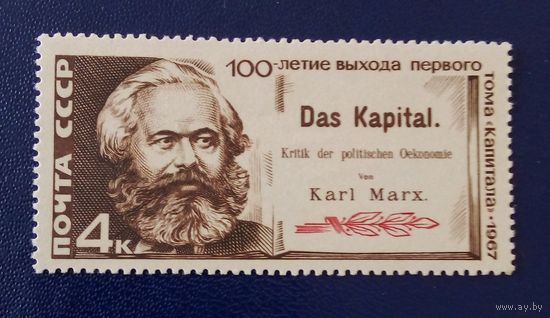 ПОЧТА СССР
4к
100-летие выхода первого
тома «Капитала»·1967
Das Kapital.
Kritik der politischen Oekonomie
Von
Karl Marx.
www.ay.by